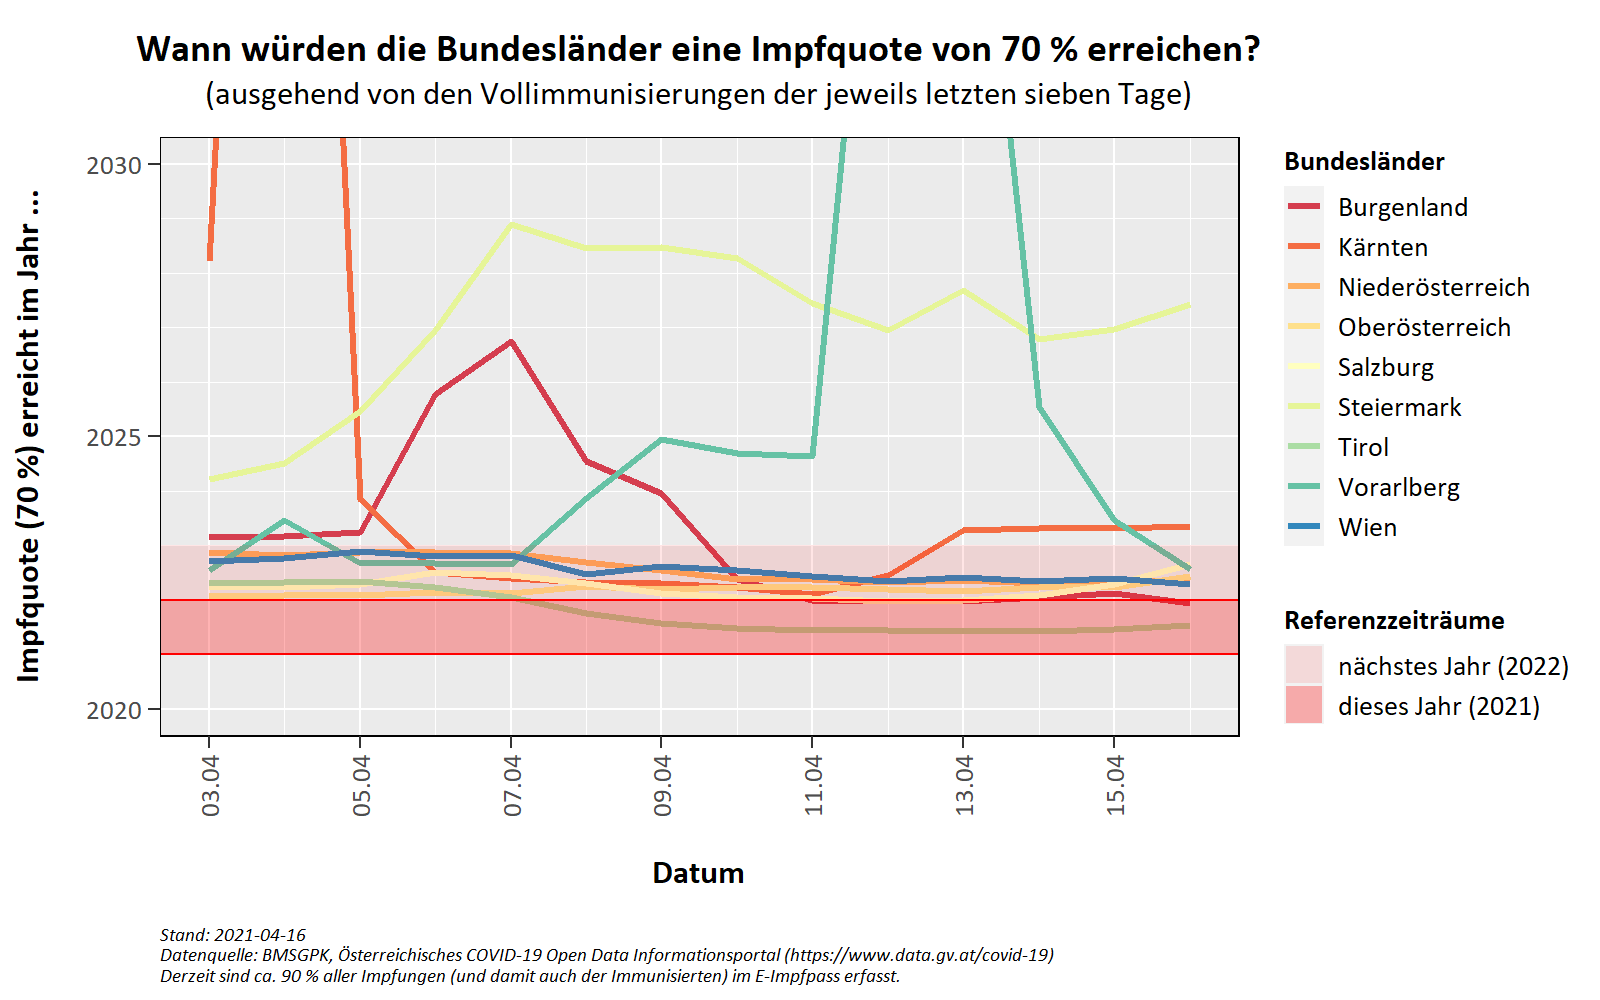 Wann würden die Bundesländer eine Impfquote von 70 % erreichen?
(ausgehend von den Vollimmunisierungen der jeweils letzten sieben Tage)
Impfquote (70 %) erreicht im Jahr ...
2030
2025
2020
03.04
05.04
07.04
09.04
11.04
13.04
15.04
Datum
Bundesländer
Burgenland
Kärnten
Niederösterreich
Oberösterreich
Salzburg
Steiermark
Tirol
Vorarlberg
Wien
Referenzzeiträume
nächstes Jahr (2022)
dieses Jahr (2021)
Stand: 2021-04-16
Datenquelle: BMSGPK, Österreichisches COVID-19 Open Data Informationsportal (https://www.data.gv.at/covid-19)
Derzeit sind ca. 90 % aller Impfungen (und damit auch der Immunisierten) im E-Impfpass erfasst.